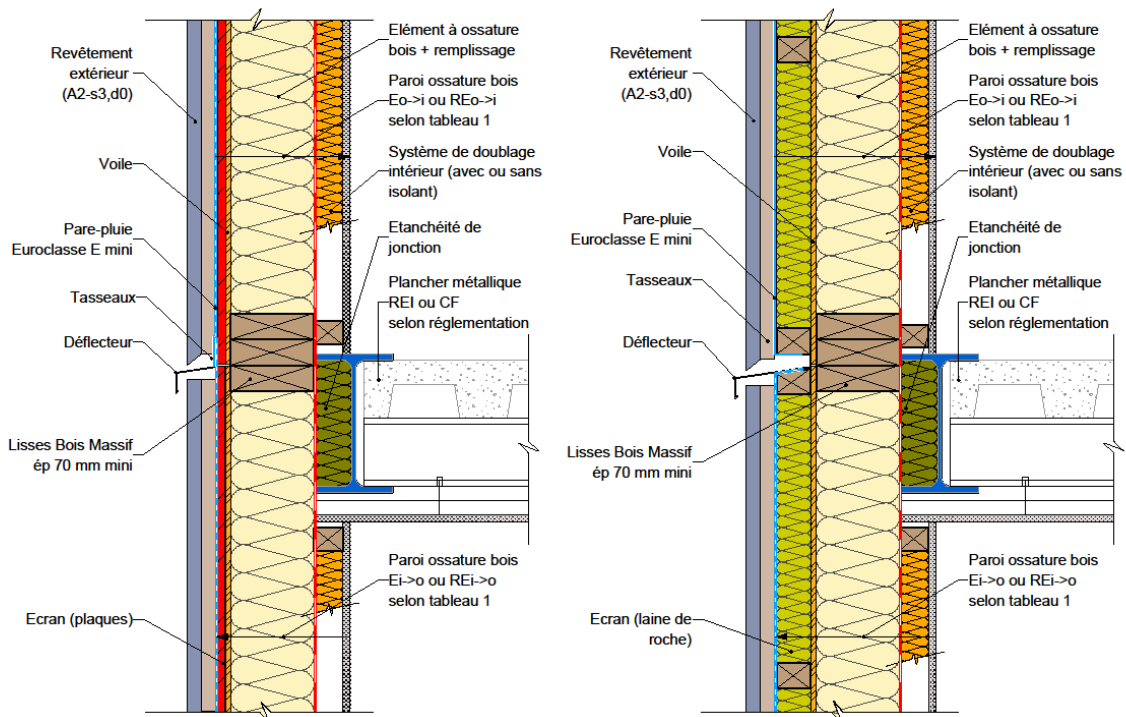 Revêtement
extérieur
(A2-s3,d0)
Voile
Pare-pluie
Euroclasse E mini
Tasseaux
Déflecteur
Lisses Bois Massif
ép 70 mm mini
Ecran (plaques)
Elément à ossature
bois + remplissage
Paroi ossature bois
Eo->i ou REo->i
selon tableau 1
Système de doublage
intérieur (avec ou sans
isolant)
Etanchéité de
jonction
Plancher métallique
REI ou CF
selon réglementation
Paroi ossature bois
Ei->o ou REi->o
selon tableau 1
Revêtement
extérieur
(A2-s3,d0)
Voile
Pare-pluie
Euroclasse E mini
Tasseaux
Déflecteur
Lisses Bois Massif
ép 70 mm mini
Ecran (laine de
roche)
Elément à ossature
bois + remplissage
Paroi ossature bois
Eo->i ou REo->i
selon tableau 1
Système de doublage
intérieur (avec ou sans
isolant)
Etanchéité de
jonction
Plancher métallique
REI ou CF
selon réglementation
Paroi ossature bois
Ei->o ou REi->o
selon tableau 1